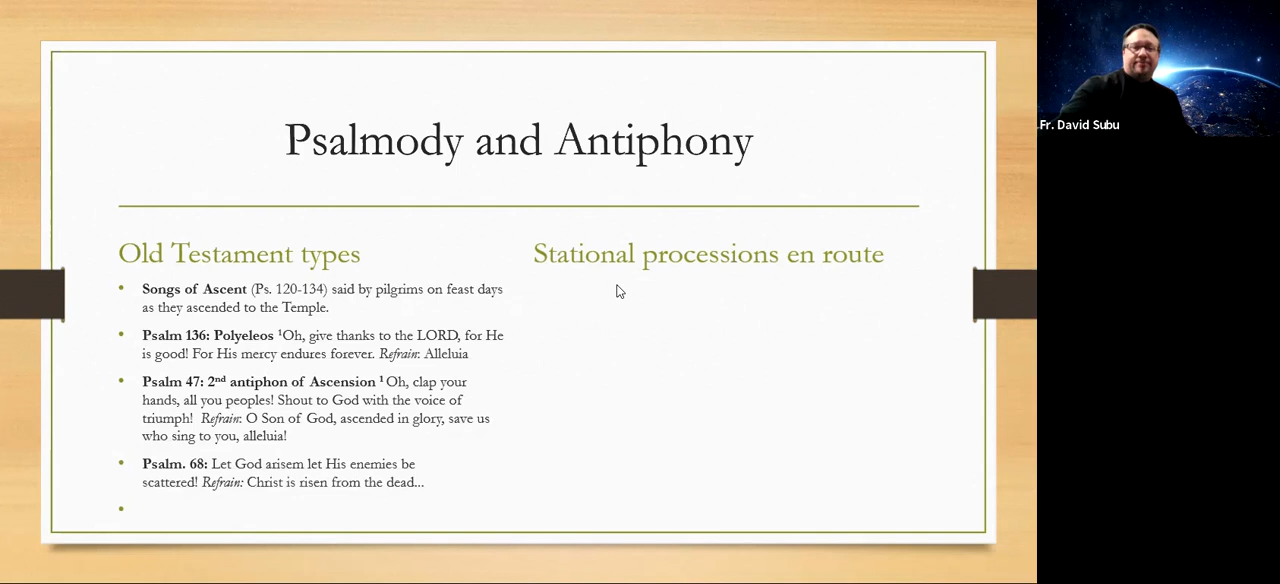 Psalmody and Antiphony
Old Testament types
• Songs of Ascent (Ps. 120-134) said by pilgrims on feast days
as they ascended to the Temple.
• Psalm 136: Polyeleos ¹Oh, give thanks to the LORD, for He
is good! For His mercy endures forever. Refrain: Alleluia
• Psalm 47: 2nd antiphon of Ascension ¹ Oh, clap your
hands, all you peoples! Shout to God with the voice of
triumph! Refrain: O Son of God, ascended in glory, save us
who sing to you, alleluia!
• Psalm. 68: Let God arisem let His enemies be
scattered! Refrain: Christ is risen from the dead...
•
Stational processions en route
Fr. David Subu